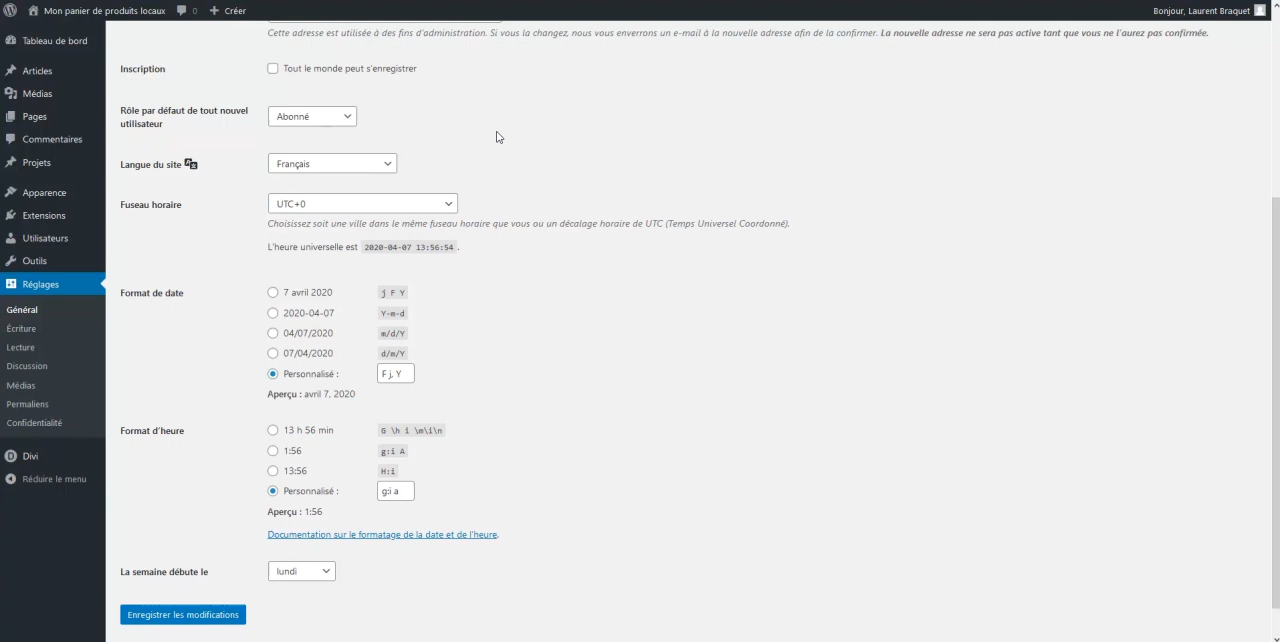 Mon panier de produits locaux 0 Créer Bonjour, Laurent Braquet
Tableau de bord
Articles
Médias
Pages
Commentaires
Projets
Apparence
Extensions
Utilisateurs
Outils
Réglages
Général
Écriture
Lecture
Discussion
Médias
Permaliens
Confidentialité
Divi
Réduire le menu
Cette adresse est utilisée à des fins d'administration. Si vous la changez, nous vous enverrons un e-mail à la nouvelle adresse afin de la confirmer. La nouvelle adresse ne sera pas active tant que vous ne l'aurez pas confirmée.
Inscription Tout le monde peut s'enregistrer
Rôle par défaut de tout nouvel
utilisateur
Abonné
Langue du site Français
Fuseau horaire UTC+0
Choisissez soit une ville dans le même fuseau horaire que vous ou un décalage horaire de UTC (Temps Universel Coordonné).
L'heure universelle est 2020-04-07 13:56:54.
Format de date 7 avril 2020 j F Y
2020-04-07 Y-m-d
04/07/2020 m/d/Y
07/04/2020 d/m/Y
Personnalisé : F j, Y
Aperçu : avril 7, 2020
Format d'heure 13 h 56 min G \h i \m\i\n
1:56 g:i A
13:56 H:i
Personnalisé : g:i a
Aperçu : 1:56
Documentation sur le formatage de la date et de l'heure.
La semaine débute le lundi
Enregistrer les modifications